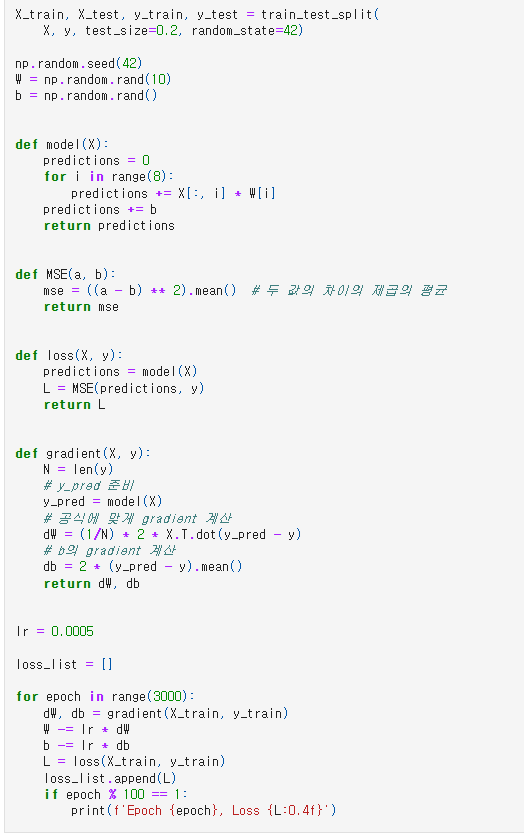 X_train, X_test, y_train, y_test = train_test_split(
    X, y, test_size=0.2, random_state=42)
np.random.seed(42)
W = np.random.rand(10)
b = np.random.rand()
def model(X):
    predictions = 0
    for i in range(8):
        predictions += X[:, i] * W[i]
    predictions += b
    return predictions
def MSE(a, b):
    mse = ((a - b) ** 2).mean()  # 두 값의 차이의 제곱의 평균
    return mse
def loss(X, y):
    predictions = model(X)
    L = MSE(predictions, y)
    return L
def gradient(X, y):
    N = len(y)
    # y_pred 준비
    y_pred = model(X)
    # 공식에 맞게 gradient 계산
    dW = (1/N) * 2 * X.T.dot(y_pred - y)
    # b의 gradient 계산
    db = 2 * (y_pred - y).mean()
    return dW, db
lr = 0.0005
loss_list = []
for epoch in range(3000):
    dW, db = gradient(X_train, y_train)
    W -= lr * dW
    b -= lr * db
    L = loss(X_train, y_train)
    loss_list.append(L)
    if epoch % 100 == 1:
        print(f'Epoch {epoch}, Loss {L:0.4f}')